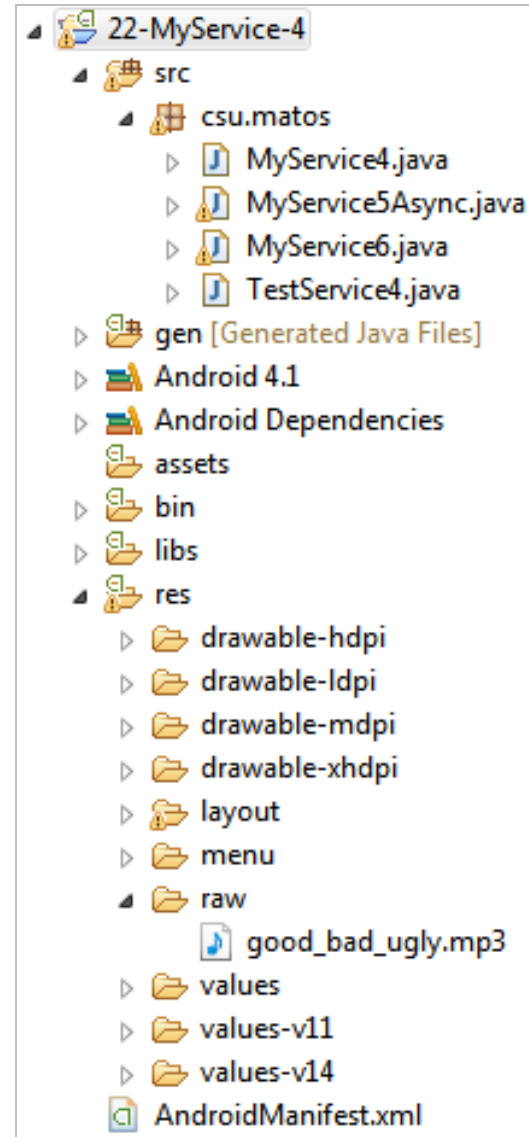 22-MyService-4
src
csu.matos
MyService4.java
MyService5Async.java
MyService6.java
TestService4.java
gen [Generated Java Files]
Android 4.1
Android Dependencies
assets
bin
libs
res
drawable-hdpi
drawable-ldpi
drawable-mdpi
drawable-xhdpi
layout
menu
raw
good_bad_ugly.mp3
values
values-v11
values-v14
AndroidManifest.xml